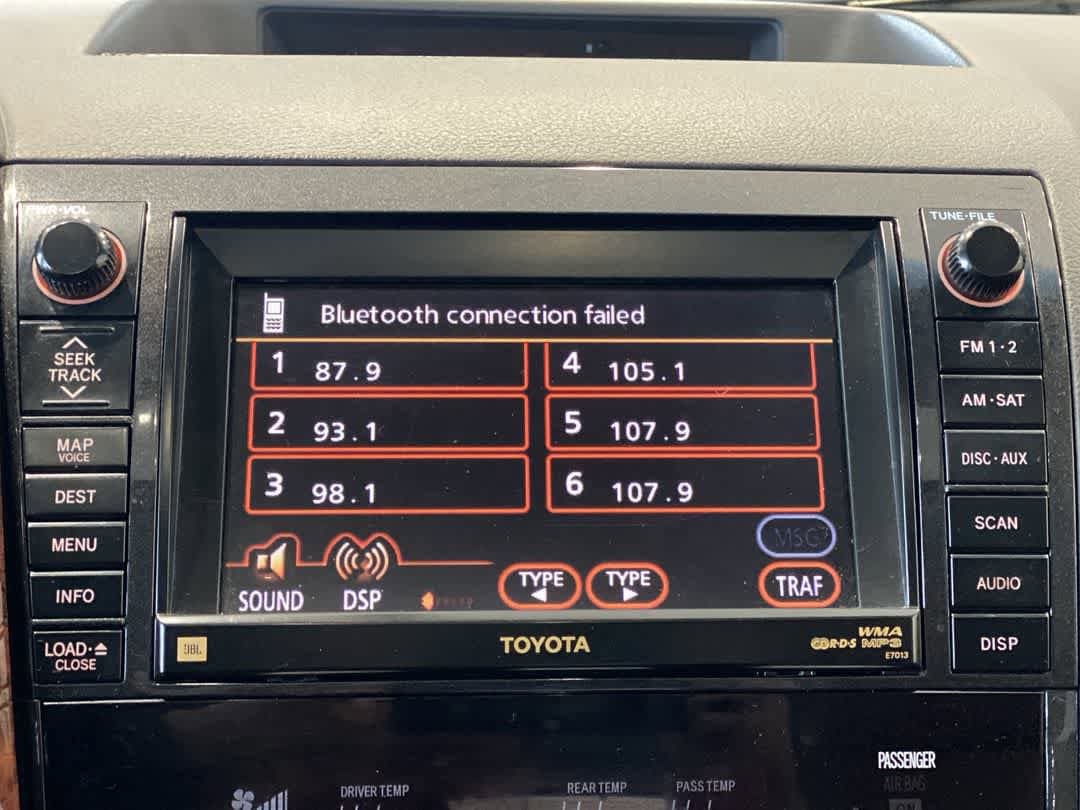 PWR·VOL
TUNE·FILE
SEEK
TRACK
MAP
VOICE
DEST
MENU
INFO
LOAD·
CLOSE
Bluetooth connection failed
1 87.9
4 105.1
2 93.1
5 107.9
3 98.1
6 107.9
MSG
SOUND
DSP
TYPE
TYPE
TRAF
FM 1·2
AM·SAT
DISC·AUX
SCAN
AUDIO
DISP
JBL
TOYOTA
R·D·S
WMA
MP3
E7013
PASSENGER
AIR BAG
DRIVER TEMP
REAR TEMP
PASS TEMP